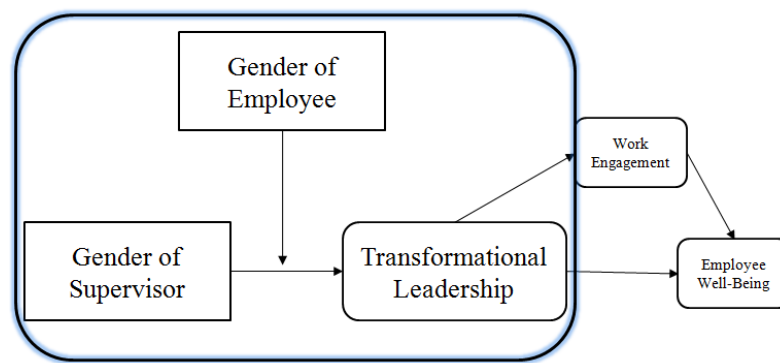 Gender of
Employee
Work
Engagement
Gender of
Supervisor
Transformational
Leadership
Employee
Well-Being